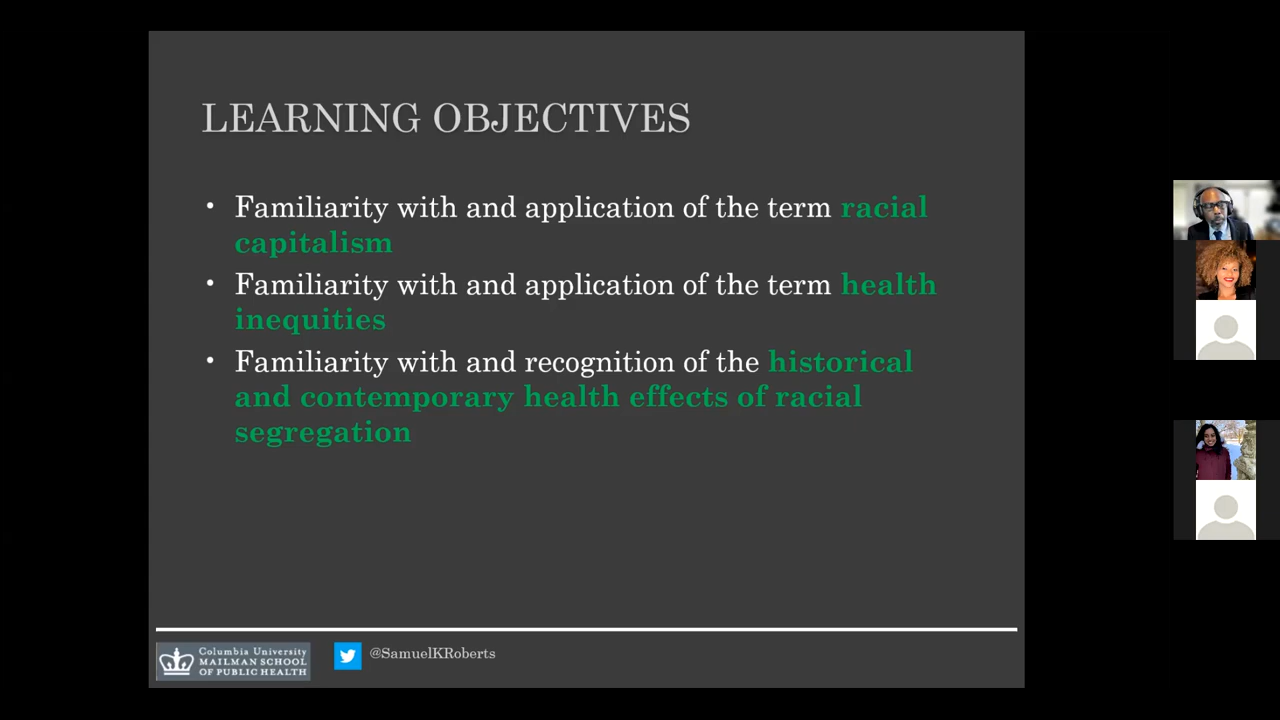 LEARNING OBJECTIVES
• Familiarity with and application of the term racial
capitalism
• Familiarity with and application of the term health
inequities
• Familiarity with and recognition of the historical
and contemporary health effects of racial
segregation
Columbia University
MAILMAN SCHOOL
OF PUBLIC HEALTH
@SamuelKRoberts